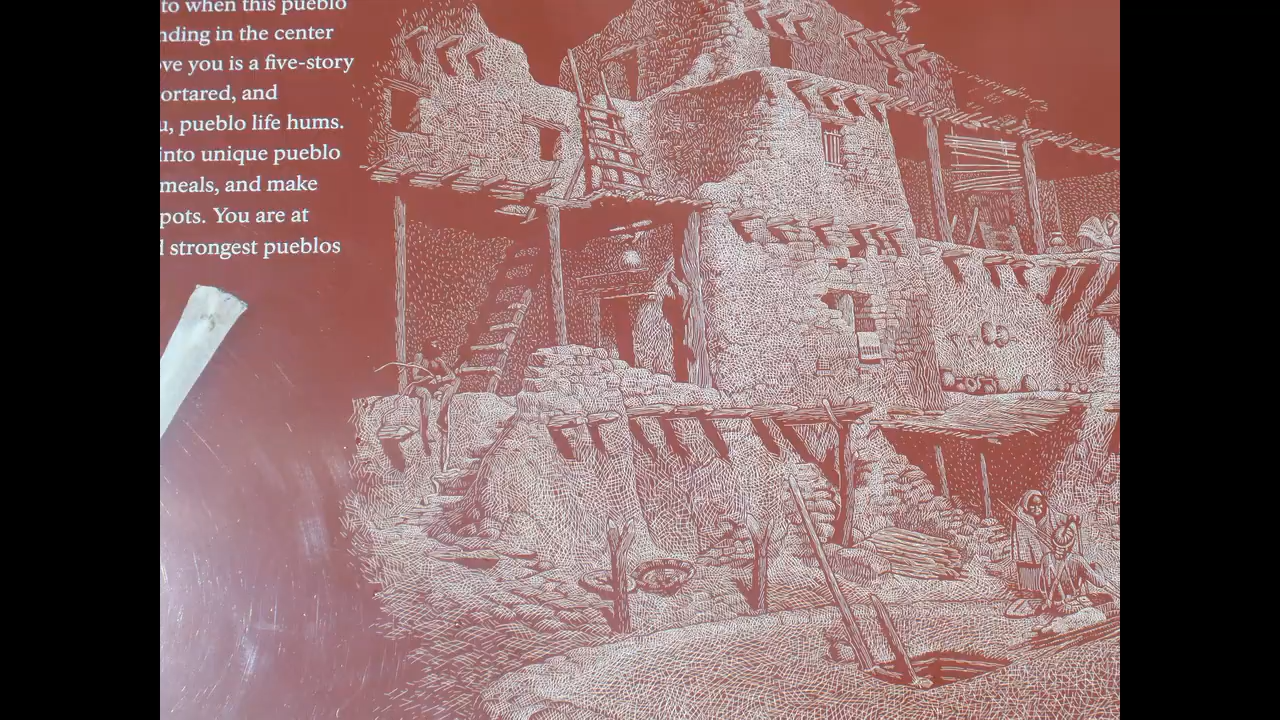 to when this pueblo
nding in the center
ve you is a five-story
ortared, and
u, pueblo life hums.
into unique pueblo
meals, and make
pots. You are at
strongest pueblos